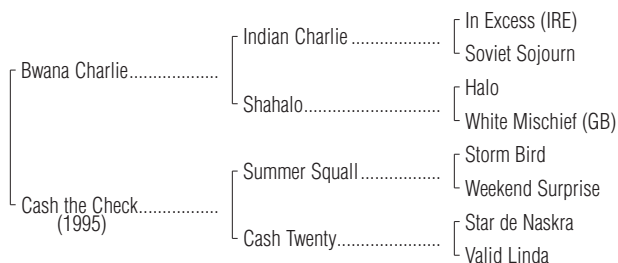 In Excess (IRE)
Indian Charlie
Soviet Sojourn
Bwana Charlie
Halo
Shahalo
White Mischief (GB)
Storm Bird
Summer Squall
Weekend Surprise
Cash the Check
(1995)
Star de Naskra
Cash Twenty
Valid Linda